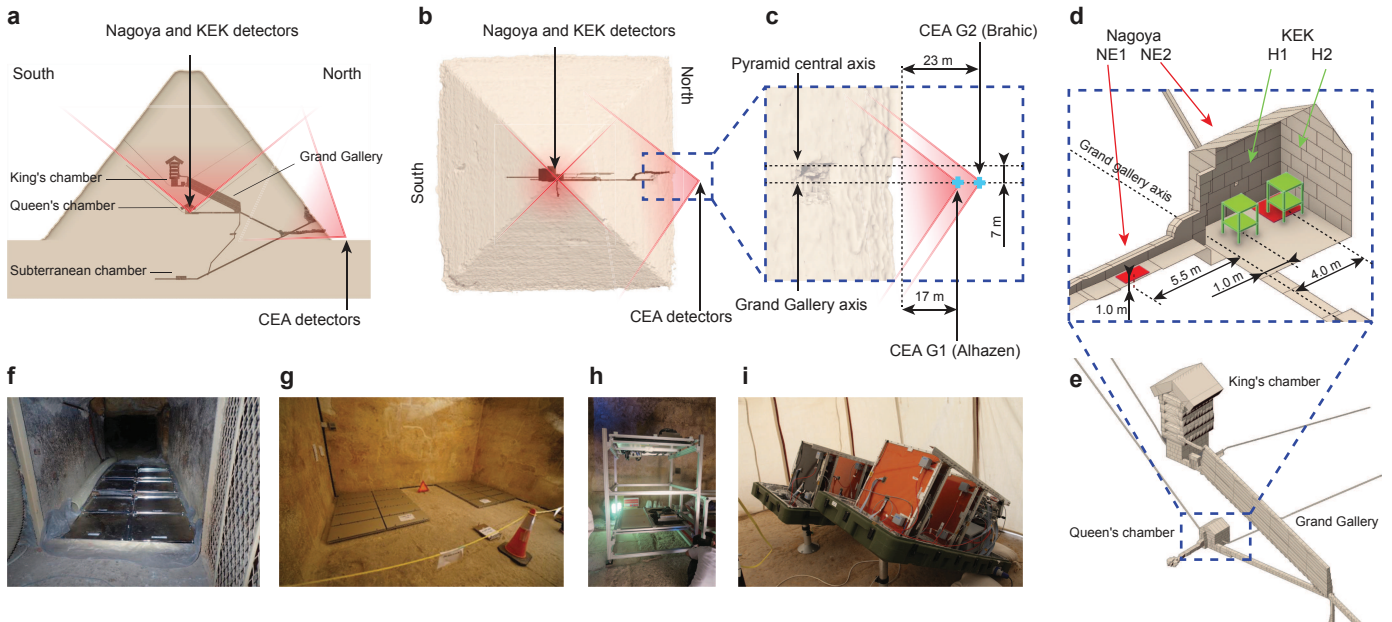 a
Nagoya and KEK detectors
South
North
Grand Gallery
King's chamber
Queen's chamber
Subterranean chamber
CEA detectors
b
Nagoya and KEK detectors
North
South
CEA detectors
c
CEA G2 (Brahic)
23 m
Pyramid central axis
7 m
Grand Gallery axis
17 m
CEA G1 (Alhazen)
d
Nagoya
NE1 NE2
KEK
H1 H2
Grand gallery axis
5.5 m
1.0 m
4.0 m
1.0 m
e
King's chamber
Grand Gallery
Queen's chamber
f
g
h
i